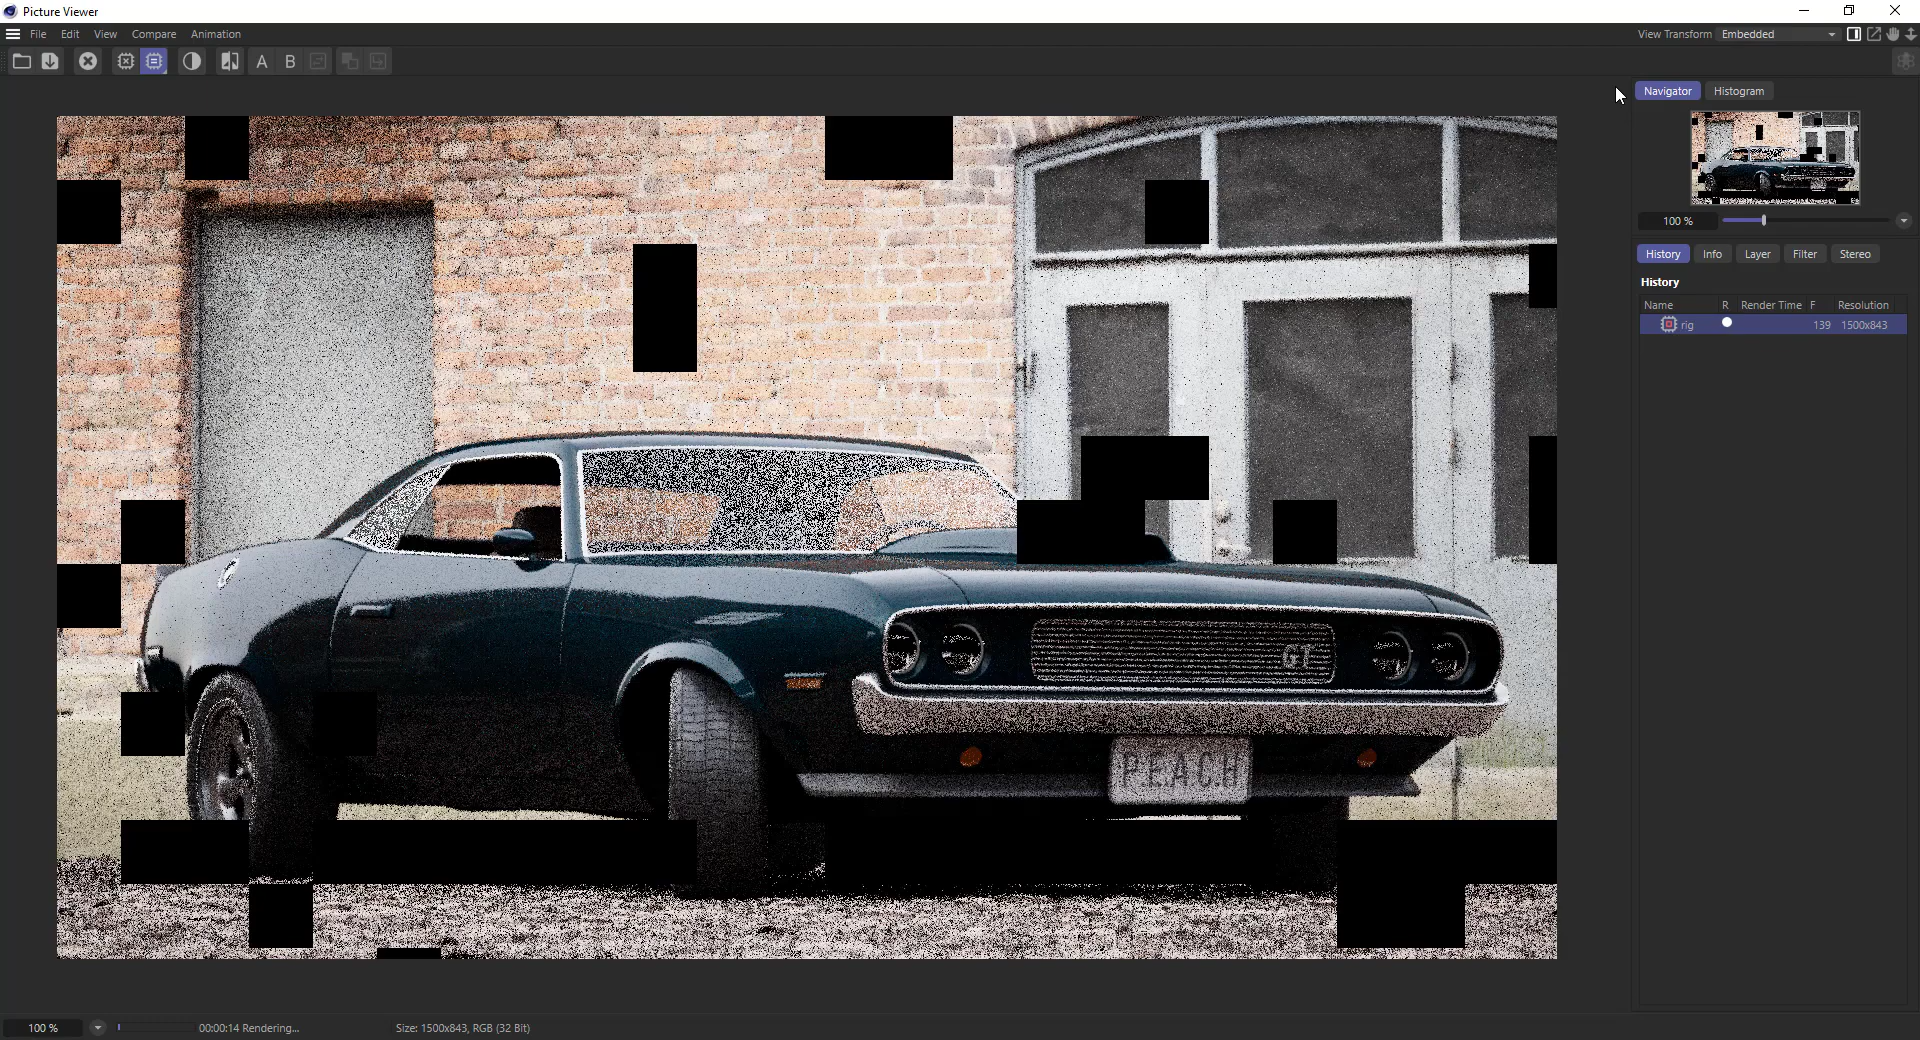 Picture Viewer
File Edit View Compare Animation
View Transform Embedded
A B
Navigator Histogram
100 %
History Info Layer Filter Stereo
History
Name R Render Time F Resolution
rig 139 1500x843
GT
PEACH
100 % 00:00:14 Rendering... Size: 1500x843, RGB (32 Bit)